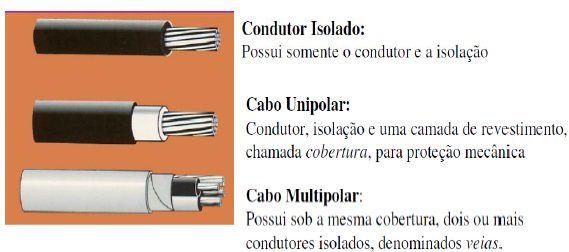 Condutor Isolado:
Possui somente o condutor e a isolação
Cabo Unipolar:
Condutor, isolação e uma camada de revestimento,
chamada cobertura, para proteção mecânica
Cabo Multipolar:
Possui sob a mesma cobertura, dois ou mais
condutores isolados, denominados veias.